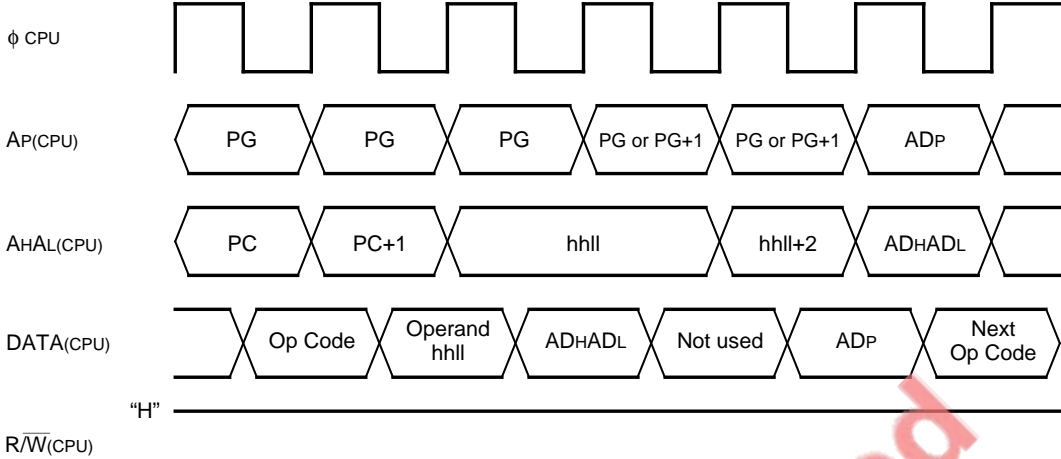 φ CPU
AP(CPU) PG PG PG PG or PG+1 PG or PG+1 ADP
AHAL(CPU) PC PC+1 hhll hhll+2 ADHADL
DATA(CPU) Op Code Operand hhll ADHADL Not used ADP Next Op Code
“H”
R/W̅(CPU)